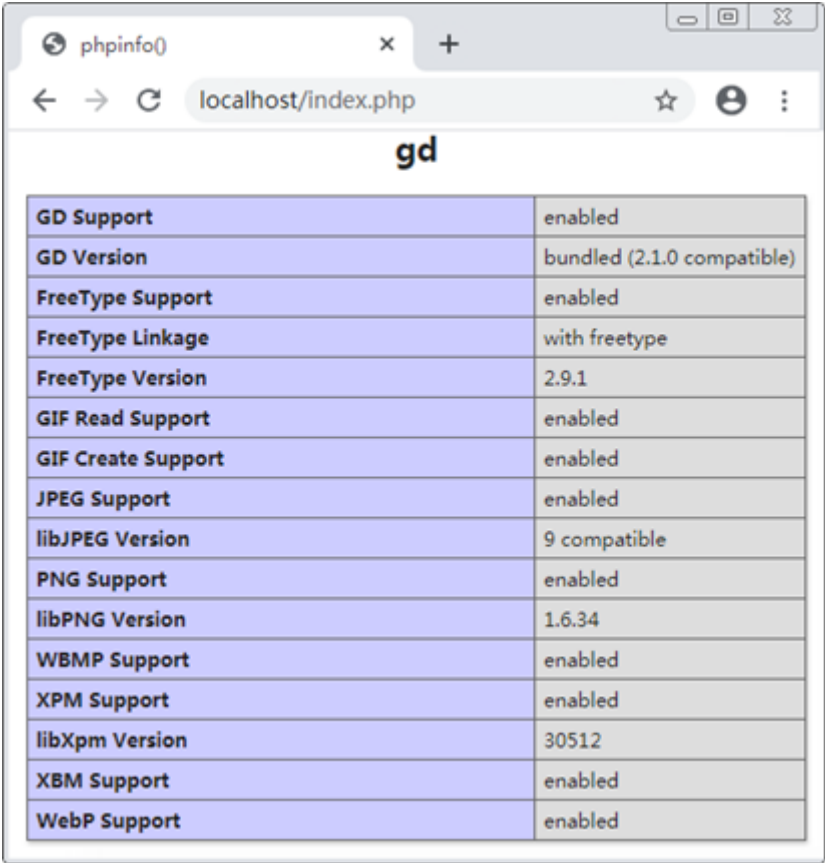 phpinfo()
localhost/index.php
gd
GD Support enabled
GD Version bundled (2.1.0 compatible)
FreeType Support enabled
FreeType Linkage with freetype
FreeType Version 2.9.1
GIF Read Support enabled
GIF Create Support enabled
JPEG Support enabled
libJPEG Version 9 compatible
PNG Support enabled
libPNG Version 1.6.34
WBMP Support enabled
XPM Support enabled
libXpm Version 30512
XBM Support enabled
WebP Support enabled